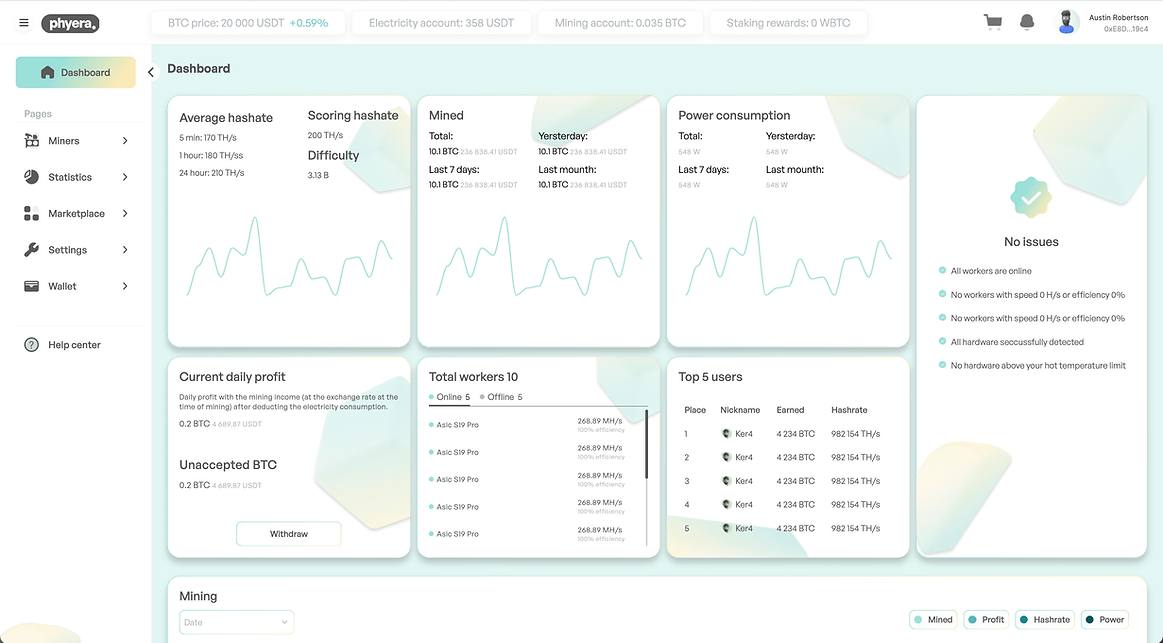 phyera.
BTC price: 20 000 USDT +0.59%
Electricity account: 358 USDT
Mining account: 0.035 BTC
Staking rewards: 0 WBTC
Austin Robertson
0xE8D...19c4
Dashboard
Pages
Miners
Statistics
Marketplace
Settings
Wallet
Help center
Dashboard
Average hashate
5 min: 170 TH/s
1 hour: 180 TH/ss
24 hour: 210 TH/s
Scoring hashate
200 TH/s
Difficulty
3.13 B
Mined
Total:
10.1 BTC 236 838.41 USDT
Yersterday:
10.1 BTC 236 838.41 USDT
Last 7 days:
10.1 BTC 236 838.41 USDT
Last mounth:
10.1 BTC 236 838.41 USDT
Power consumption
Total:
548 W
Yersterday:
548 W
Last 7 days:
548 W
Last mounth:
548 W
No issues
All workers are online
No workers with speed 0 H/s or efficiency 0%
No workers with speed 0 H/s or efficiency 0%
All hardware seccussfully detected
No hardware above your hot temperature limit
Current daily profit
Daily profit with the mining income (at the exchange rate at the
time of mining) after deducting the electricity consumption.
0.2 BTC 4 689.87 USDT
Unaccepted BTC
0.2 BTC 4 689.87 USDT
Withdraw
Total workers 10
Online 5 Offline 5
Asic S19 Pro 268.89 MH/s
100% efficiency
Asic S19 Pro 268.89 MH/s
100% efficiency
Asic S19 Pro 268.89 MH/s
100% efficiency
Asic S19 Pro 268.89 MH/s
100% efficiency
Asic S19 Pro 268.89 MH/s
100% efficiency
Top 5 users
Place Nickname Earned Hashrate
1 Ker4 4 234 BTC 982 154 TH/s
2 Ker4 4 234 BTC 982 154 TH/s
3 Ker4 4 234 BTC 982 154 TH/s
4 Ker4 4 234 BTC 982 154 TH/s
5 Ker4 4 234 BTC 982 154 TH/s
Mining
Date
Mined Profit Hashrate Power